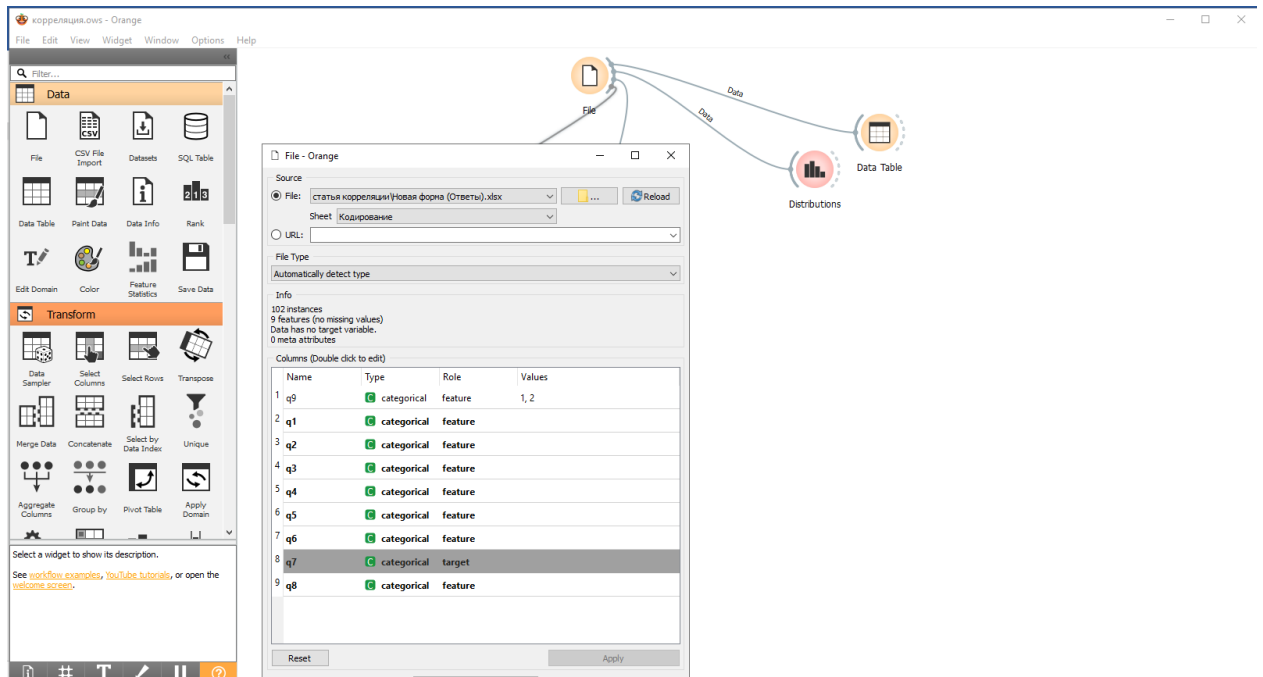 корреляция.ows - Orange
File Edit View Widget Window Options Help
Filter...
Data
File
CSV File Import
Datasets
SQL Table
Data Table
Paint Data
Data Info
Rank
Edit Domain
Color
Feature Statistics
Save Data
Transform
Data Sampler
Select Columns
Select Rows
Transpose
Merge Data
Concatenate
Select by Data Index
Unique
Aggregate Columns
Group by
Pivot Table
Apply Domain
Select a widget to show its description.
See workflow examples, YouTube tutorials, or open the
welcome screen.
File
Data
Data
Data Table
Distributions
File - Orange
Source
File: статья корреляции\Новая форма (Ответы).xlsx ... Reload
Sheet Кодирование
URL:
File Type
Automatically detect type
Info
102 instances
9 features (no missing values)
Data has no target variable.
0 meta attributes
Columns (Double click to edit)
Name Type Role Values
1 q9 C categorical feature 1, 2
2 q1 C categorical feature
3 q2 C categorical feature
4 q3 C categorical feature
5 q4 C categorical feature
6 q5 C categorical feature
7 q6 C categorical feature
8 q7 C categorical target
9 q8 C categorical feature
Reset Apply